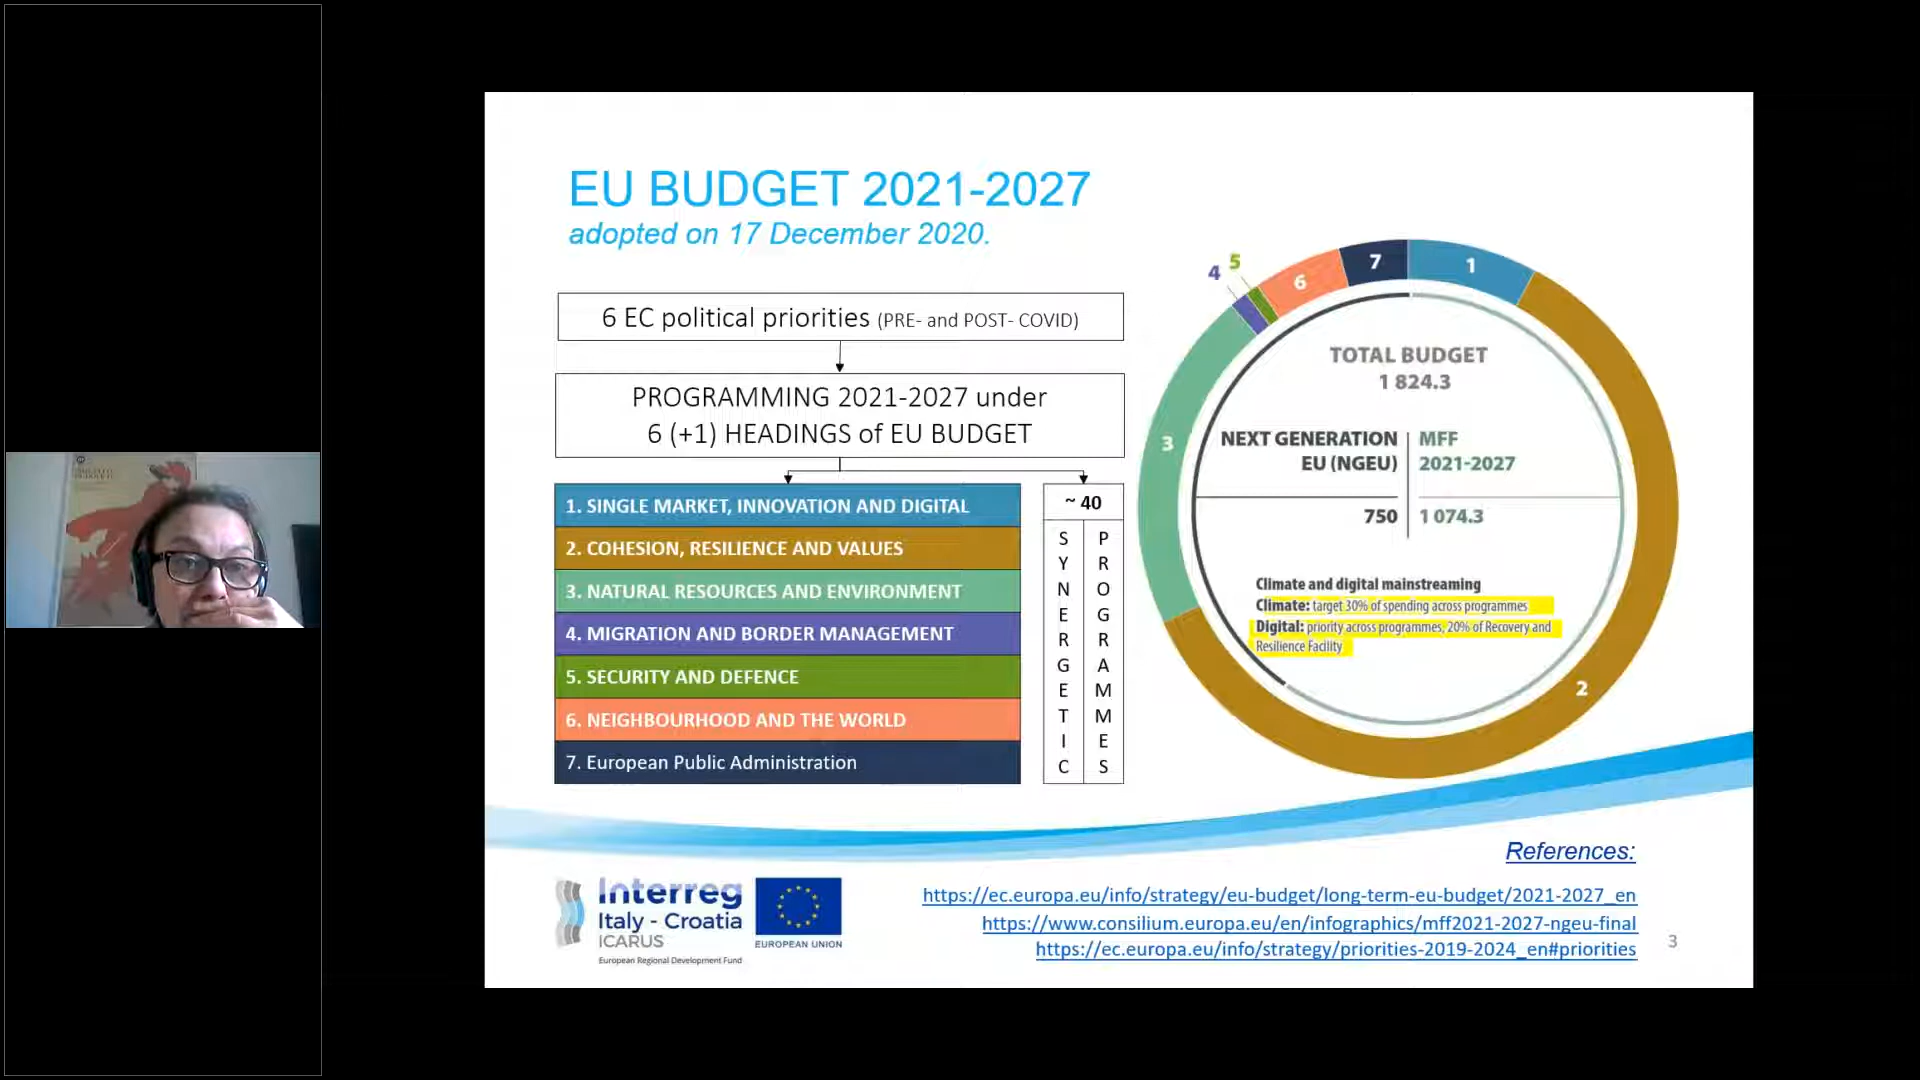 EU BUDGET 2021-2027
adopted on 17 December 2020.
6 EC political priorities (PRE- and POST- COVID)
PROGRAMMING 2021-2027 under
6 (+1) HEADINGS of EU BUDGET
1. SINGLE MARKET, INNOVATION AND DIGITAL
2. COHESION, RESILIENCE AND VALUES
3. NATURAL RESOURCES AND ENVIRONMENT
4. MIGRATION AND BORDER MANAGEMENT
5. SECURITY AND DEFENCE
6. NEIGHBOURHOOD AND THE WORLD
7. European Public Administration
~ 40
SYNERGETIC
PROGRAMMES
4
5
6
7
1
3
2
TOTAL BUDGET
1 824.3
NEXT GENERATION
EU (NGEU)
750
MFF
2021-2027
1 074.3
Climate and digital mainstreaming
Climate: target 30% of spending across programmes
Digital: priority across programmes, 20% of Recovery and
Resilience Facility
References:
https://ec.europa.eu/info/strategy/eu-budget/long-term-eu-budget/2021-2027_en
https://www.consilium.europa.eu/en/infographics/mff2021-2027-ngeu-final
https://ec.europa.eu/info/strategy/priorities-2019-2024_en#priorities
3
Interreg
Italy - Croatia
ICARUS
European Regional Development Fund
EUROPEAN UNION